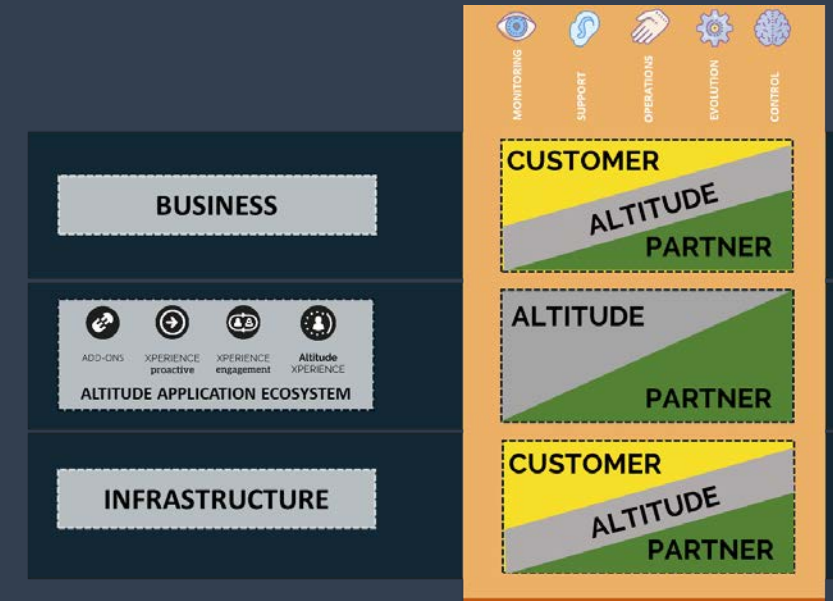 MONITORING
SUPPORT
OPERATIONS
EVOLUTION
CONTROL
BUSINESS
CUSTOMER
ALTITUDE
PARTNER
ADD-ONS
XPERIENCE
proactive
XPERIENCE
engagement
Altitude
XPERIENCE
ALTITUDE APPLICATION ECOSYSTEM
ALTITUDE
PARTNER
INFRASTRUCTURE
CUSTOMER
ALTITUDE
PARTNER